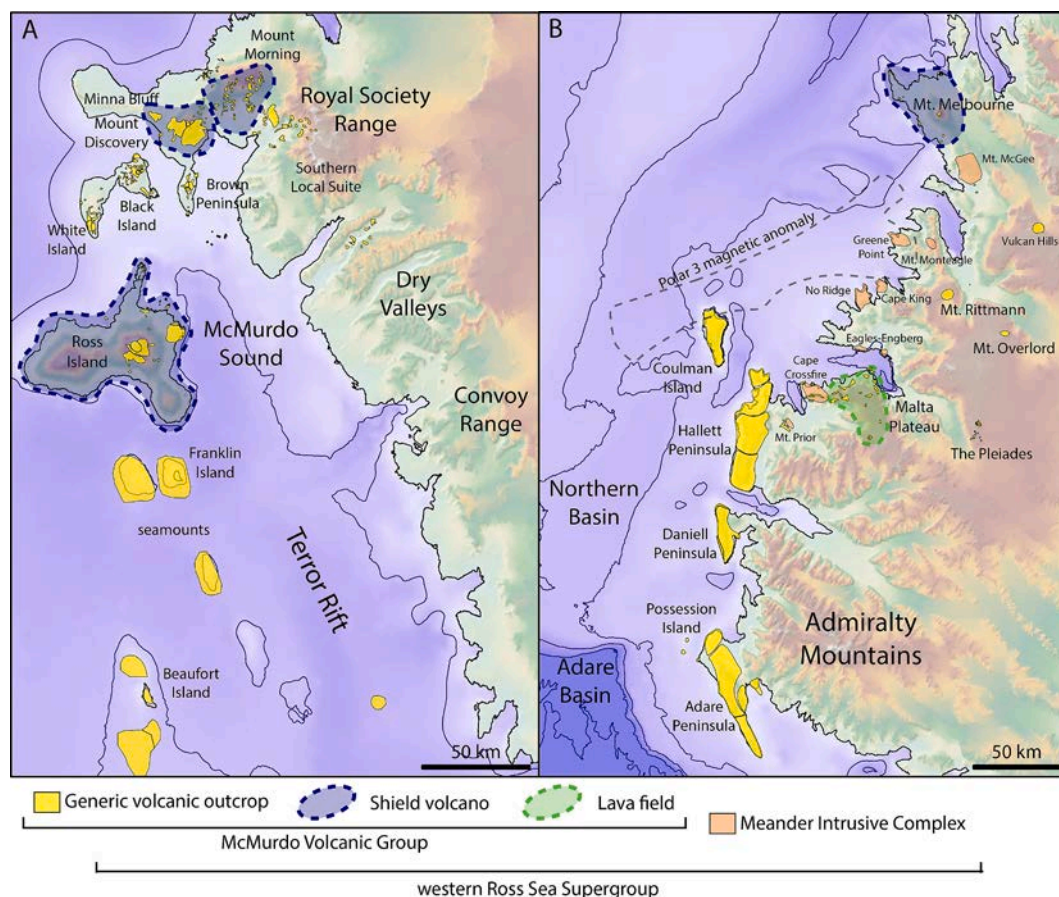 A
Mount
Morning
Minna Bluff
Mount
Discovery
Royal Society
Range
Southern
Local Suite
Brown
Peninsula
Black
Island
White
Island
Dry
Valleys
McMurdo
Sound
Ross
Island
Convoy
Range
Franklin
Island
seamounts
Terror Rift
Beaufort
Island
50 km
B
Mt. Melbourne
Mt. McGee
Polar 3 magnetic anomaly
Greene
Point
Mt. Monteagle
Vulcan Hills
No Ridge
Cape King
Mt. Rittmann
Mt. Overlord
Eagles-Engberg
Coulman
Island
Cape
Crossfire
Malta
Plateau
Hallett
Peninsula
Mt. Prior
The Pleiades
Northern
Basin
Daniell
Peninsula
Possession
Island
Admiralty
Mountains
Adare
Basin
Adare
Peninsula
50 km
Generic volcanic outcrop
Shield volcano
Lava field
Meander Intrusive Complex
McMurdo Volcanic Group
western Ross Sea Supergroup